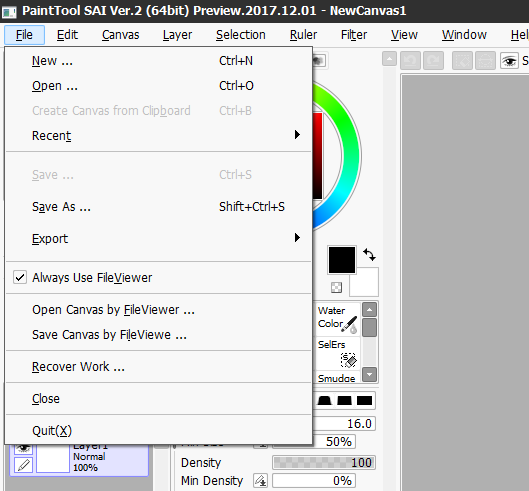 PaintTool SAI Ver.2 (64bit) Preview.2017.12.01 - NewCanvas1
File Edit Canvas Layer Selection Ruler Filter View Window Help
New ... Ctrl+N
Open ... Ctrl+O
Create Canvas from Clipboard Ctrl+B
Recent
Save ... Ctrl+S
Save As ... Shift+Ctrl+S
Export
Always Use FileViewer
Open Canvas by FileViewer ...
Save Canvas by FileViewe ...
Recover Work ...
Close
Quit(X)
Water
Color
SelErs
Smudge
16.0
50%
Layer1
Normal
100%
Density 100
Min Density 0%